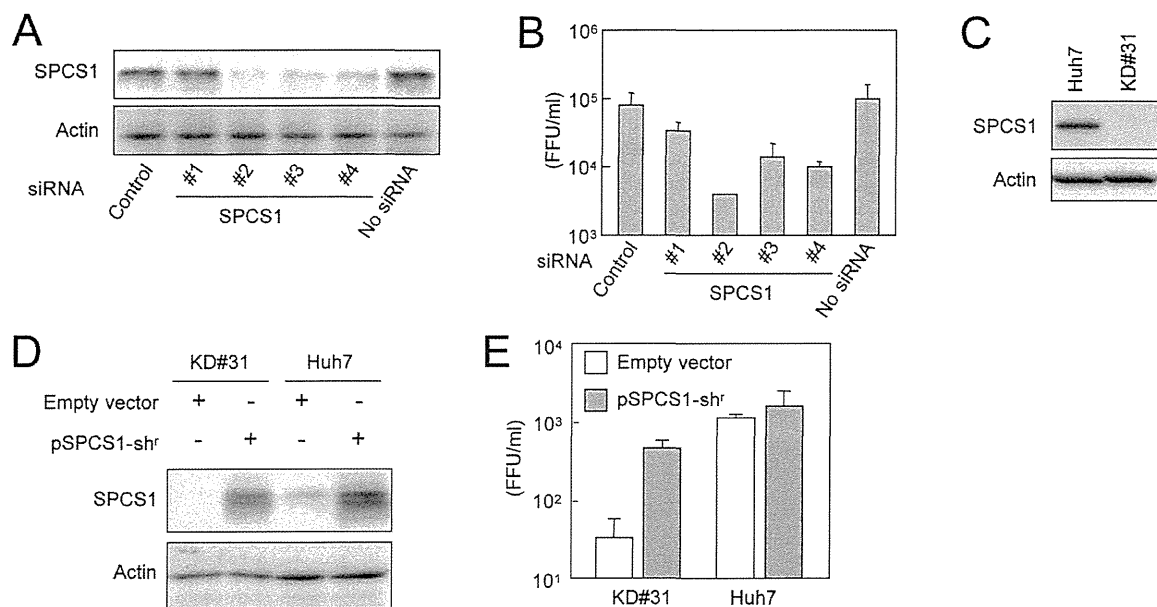 A
SPCS1
Actin
siRNA
Control
#1
#2
#3
#4
No siRNA
SPCS1
B
(FFU/ml)
10⁶
10⁵
10⁴
10³
siRNA
Control
#1
#2
#3
#4
No siRNA
SPCS1
C
Huh7
KD#31
SPCS1
Actin
D
KD#31 Huh7
Empty vector + - + -
pSPCS1-shʳ - + - +
SPCS1
Actin
E
(FFU/ml)
10⁴
10³
10²
10¹
Empty vector
pSPCS1-shʳ
KD#31 Huh7